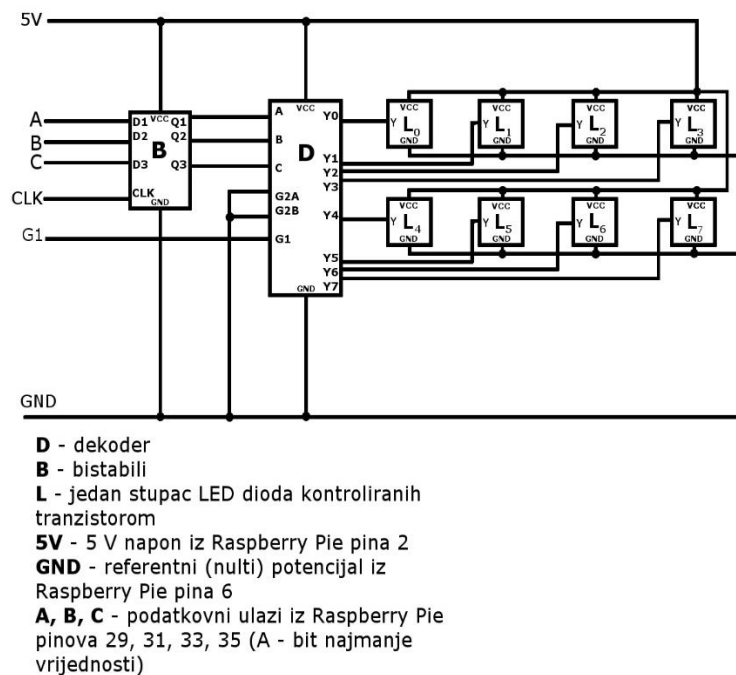 5V
VCC
VCC
VCC VCC VCC VCC
A D1 Q1 A Y0 Y L0 Y L1 Y L2 Y L3
B D2 Q2 B
GND GND GND GND
C D3 B Q3 C D Y1
Y2
Y3
CLK CLK G2A VCC VCC VCC VCC
GND G2B Y4 Y L4 Y L5 Y L6 Y L7
G1 G1 GND GND GND GND
Y5
Y6
GND Y7
GND
D - dekoder
B - bistabili
L - jedan stupac LED dioda kontroliranih
tranzistorom
5V - 5 V napon iz Raspberry Pie pina 2
GND - referentni (nulti) potencijal iz
Raspberry Pie pina 6
A, B, C - podatkovni ulazi iz Raspberry Pie
pinova 29, 31, 33, 35 (A - bit najmanje
vrijednosti)